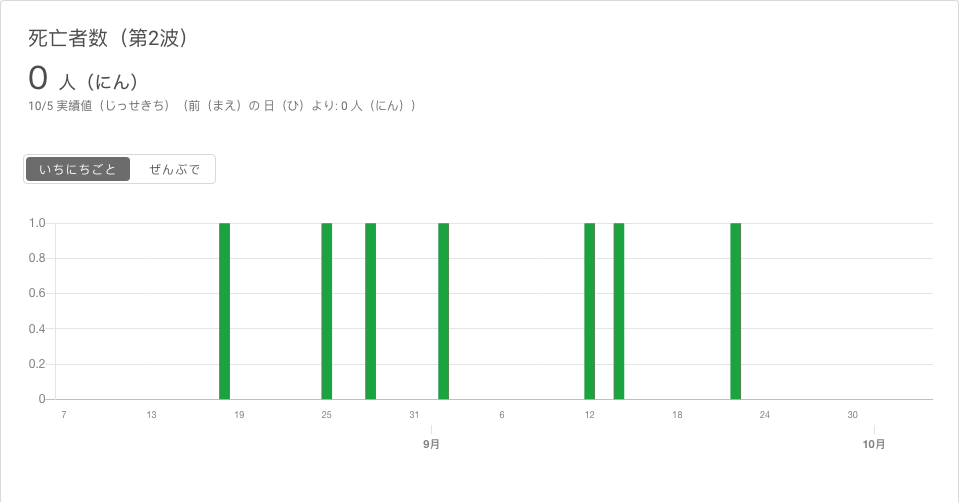 死亡者数（第2波）
0 人（にん）
10/5 実績値（じっせきち）（前（まえ）の 日（ひ）より: 0 人（にん））
いちにちごと ぜんぶで
1.0
0.8
0.6
0.4
0.2
0
7 13 19 25 31 6 12 18 24 30
9月 10月